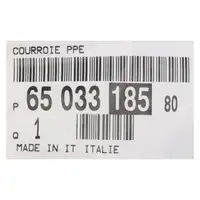 COURROIE PPE
P 65 033 185 80
Q 1
MADE IN IT ITALIE